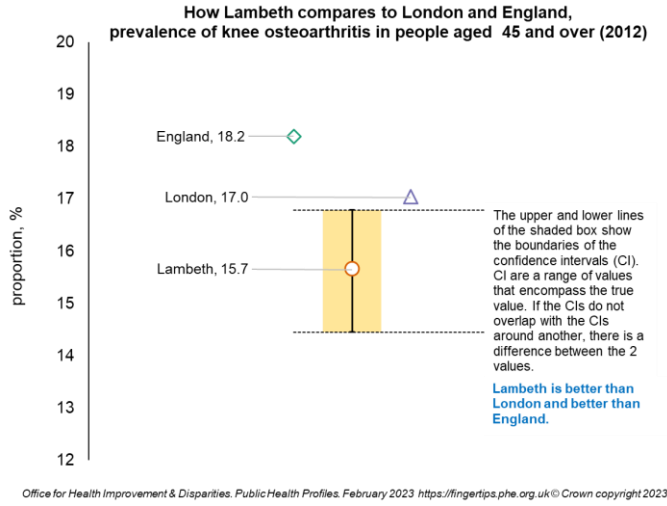 How Lambeth compares to London and England,
prevalence of knee osteoarthritis in people aged 45 and over (2012)
20
19
18
17
16
15
14
13
12
proportion, %
England, 18.2
London, 17.0
Lambeth, 15.7
The upper and lower lines
of the shaded box show
the boundaries of the
confidence intervals (CI).
CI are a range of values
that encompass the true
value. If the CIs do not
overlap with the CIs
around another, there is a
difference between the 2
values.
Lambeth is better than
London and better than
England.
Office for Health Improvement & Disparities. Public Health Profiles. February 2023 https://fingertips.phe.org.uk © Crown copyright 2023